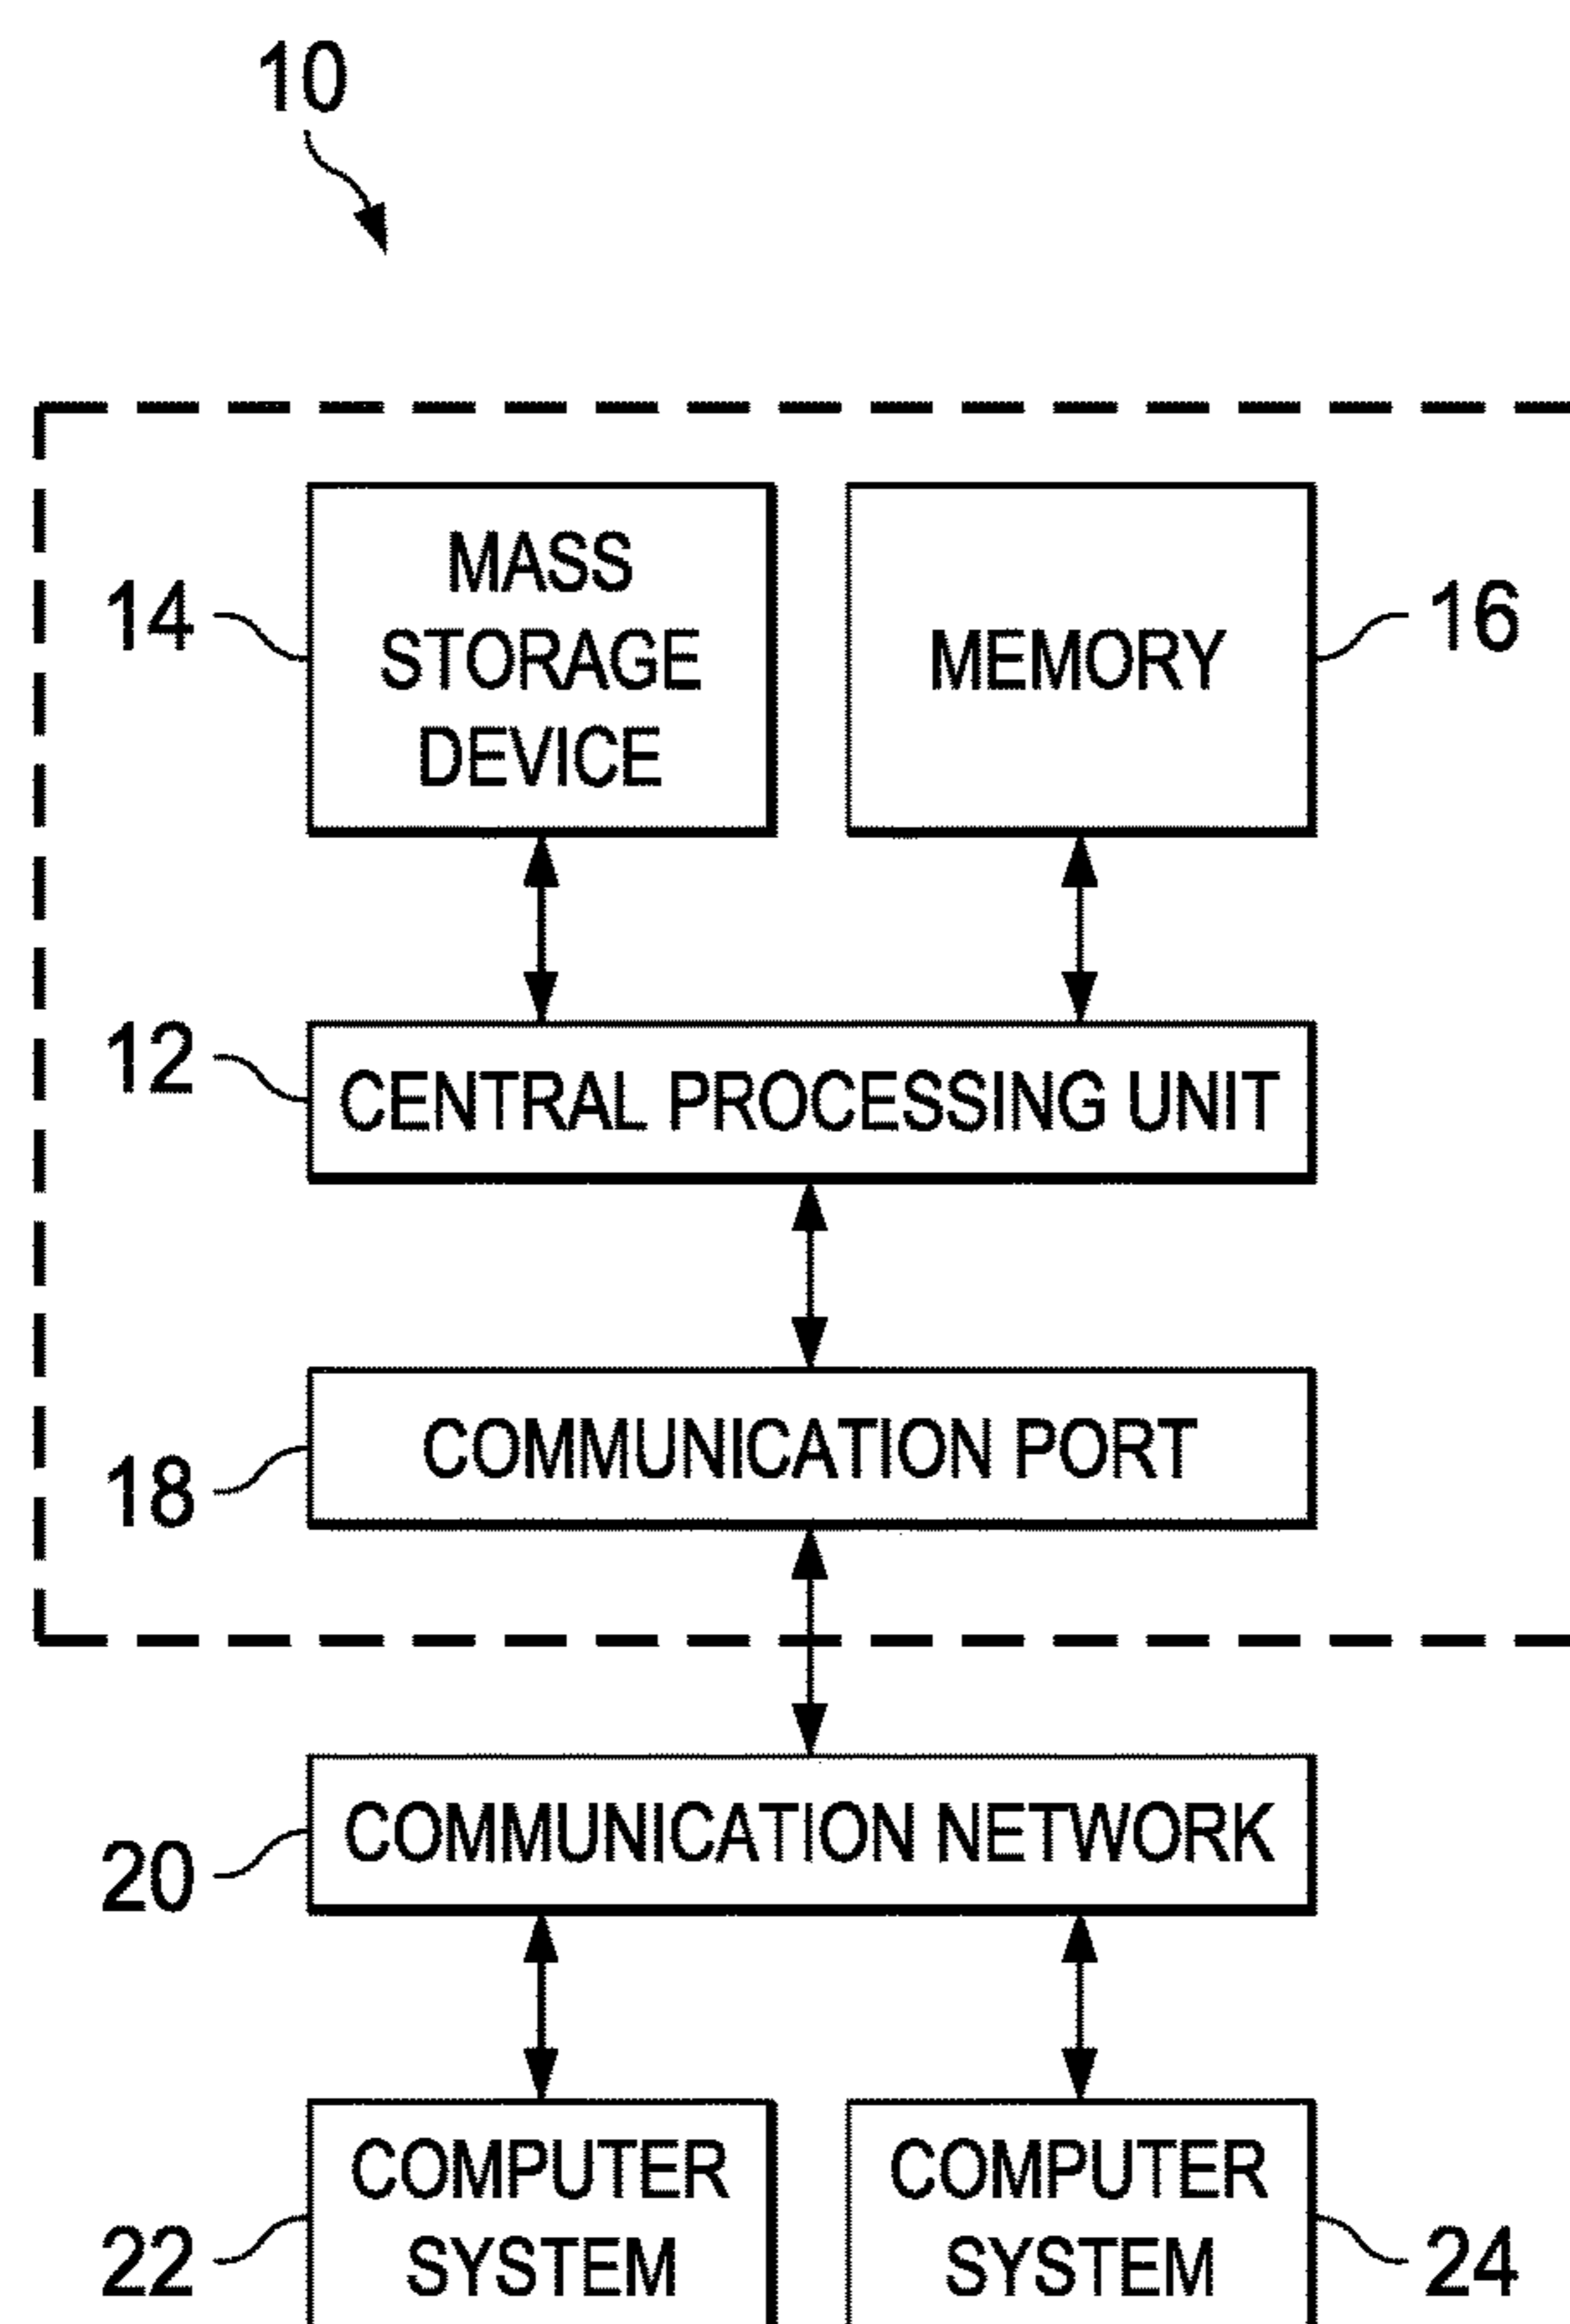 10
MASS
STORAGE
DEVICE
14
MEMORY
16
12
CENTRAL PROCESSING UNIT
COMMUNICATION PORT
18
COMMUNICATION NETWORK
20
COMPUTER
SYSTEM
22
COMPUTER
SYSTEM
24